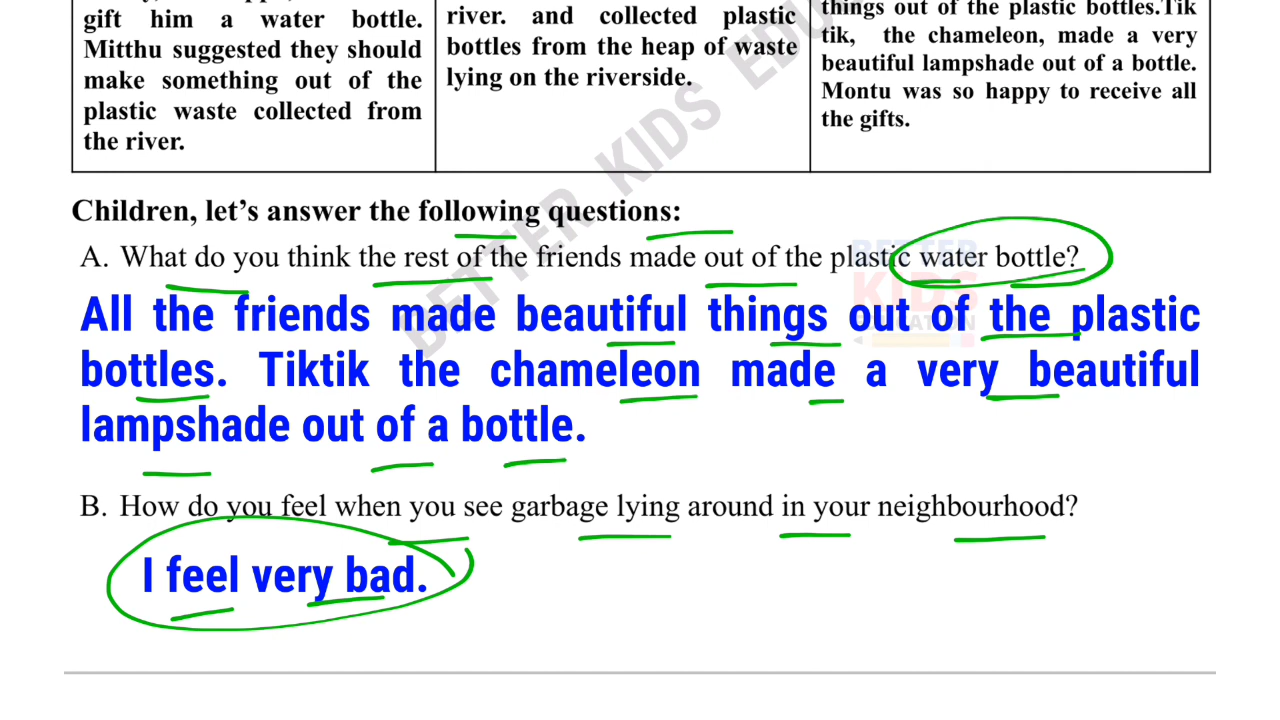 gift him a water bottle.
Mitthu suggested they should
make something out of the
plastic waste collected from
the river.
river. and collected plastic
bottles from the heap of waste
lying on the riverside.
things out of the plastic bottles.Tik
tik, the chameleon, made a very
beautiful lampshade out of a bottle.
Montu was so happy to receive all
the gifts.
BETTER KIDS EDU
Children, let’s answer the following questions:
A. What do you think the rest of the friends made out of the plastic water bottle?
BETTER
KIDS
EDUCATION
All the friends made beautiful things out of the plastic
bottles. Tiktik the chameleon made a very beautiful
lampshade out of a bottle.
B. How do you feel when you see garbage lying around in your neighbourhood?
I feel very bad.